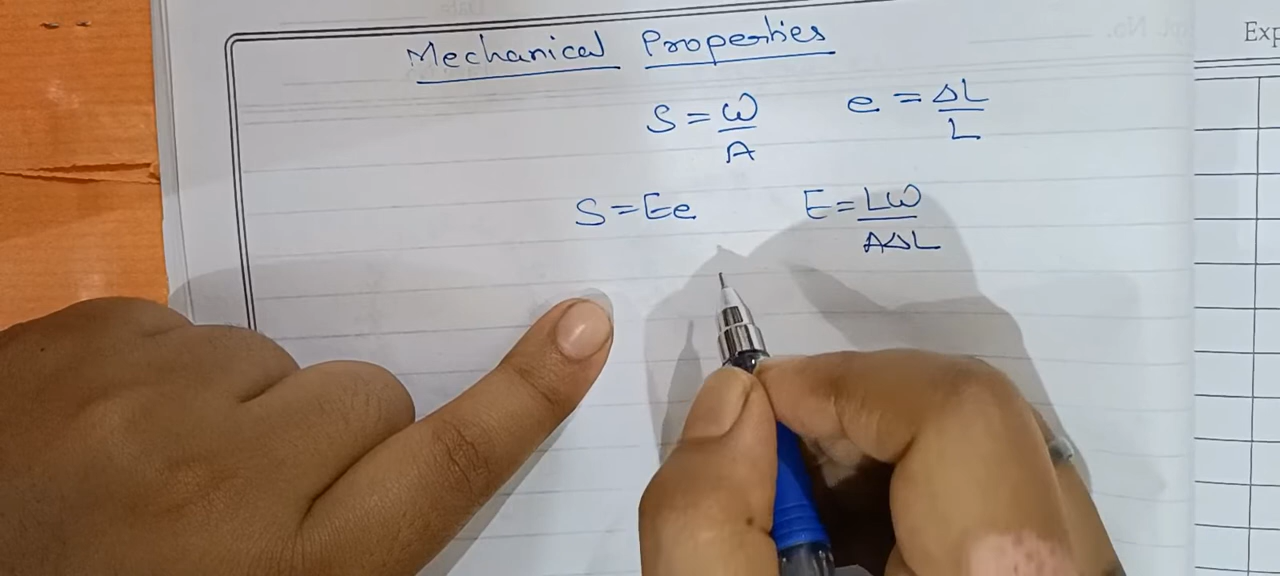 Mechanical Properties
S = W/A e = ΔL/L
S = Ee E = LW/AΔL
Exp